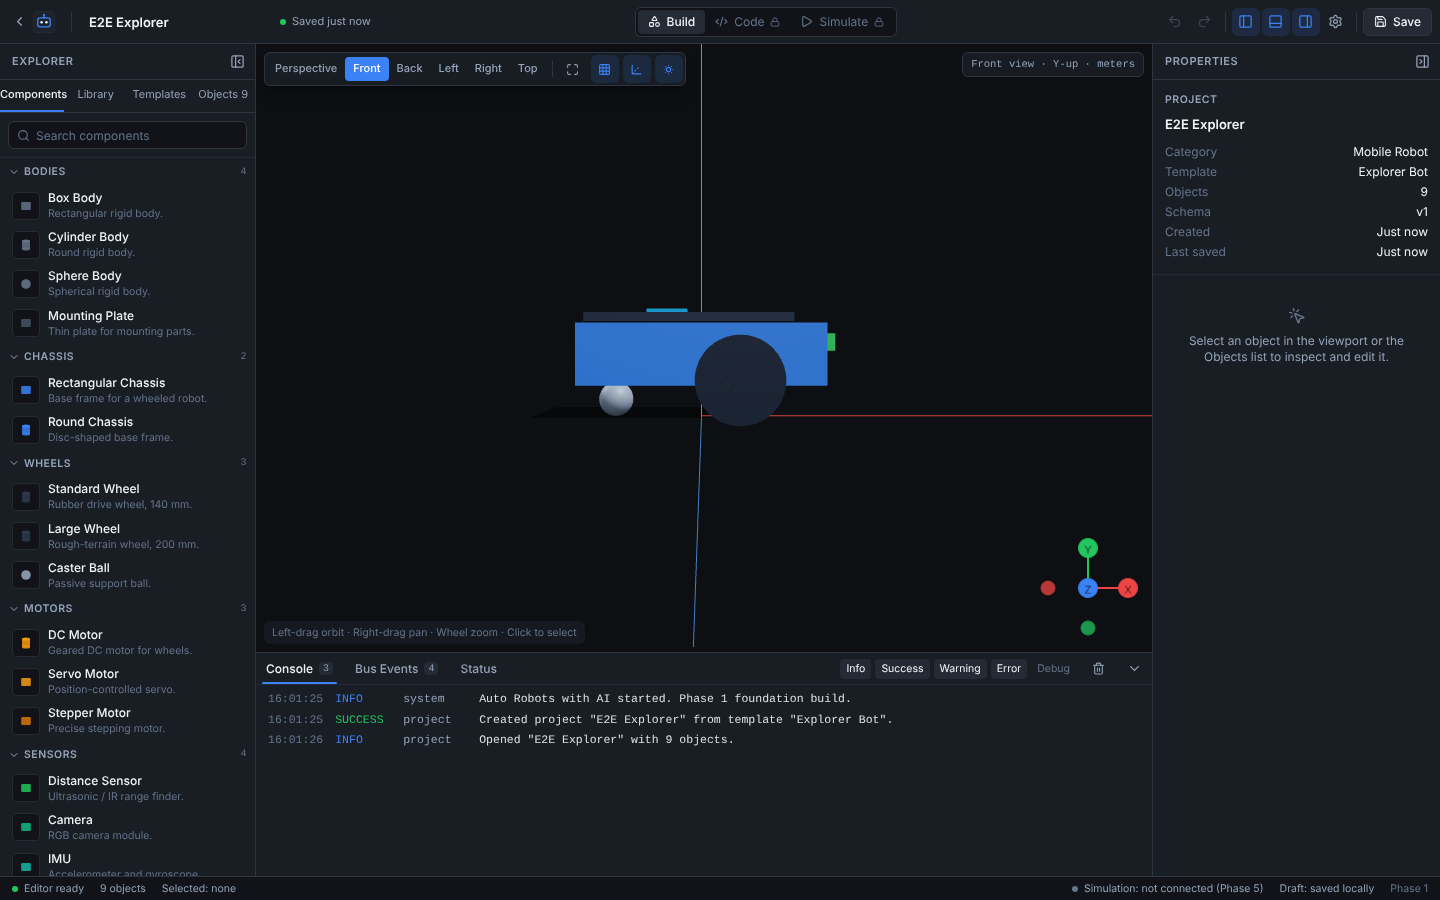 E2E Explorer
Saved just now
Build
Code
Simulate
Save
EXPLORER
Components Library Templates Objects 9
Search components
BODIES 4
Box Body
Rectangular rigid body.
Cylinder Body
Round rigid body.
Sphere Body
Spherical rigid body.
Mounting Plate
Thin plate for mounting parts.
CHASSIS 2
Rectangular Chassis
Base frame for a wheeled robot.
Round Chassis
Disc-shaped base frame.
WHEELS 3
Standard Wheel
Rubber drive wheel, 140 mm.
Large Wheel
Rough-terrain wheel, 200 mm.
Caster Ball
Passive support ball.
MOTORS 3
DC Motor
Geared DC motor for wheels.
Servo Motor
Position-controlled servo.
Stepper Motor
Precise stepping motor.
SENSORS 4
Distance Sensor
Ultrasonic / IR range finder.
Camera
RGB camera module.
IMU
Accelerometer and gyroscope
Perspective Front Back Left Right Top
Front view · Y-up · meters
Y
Z
X
Left-drag orbit · Right-drag pan · Wheel zoom · Click to select
Console 3 Bus Events 4 Status
Info Success Warning Error Debug
16:01:25 INFO system Auto Robots with AI started. Phase 1 foundation build.
16:01:25 SUCCESS project Created project "E2E Explorer" from template "Explorer Bot".
16:01:26 INFO project Opened "E2E Explorer" with 9 objects.
PROPERTIES
PROJECT
E2E Explorer
Category Mobile Robot
Template Explorer Bot
Objects 9
Schema v1
Created Just now
Last saved Just now
Select an object in the viewport or the
Objects list to inspect and edit it.
Editor ready 9 objects Selected: none
Simulation: not connected (Phase 5) Draft: saved locally Phase 1